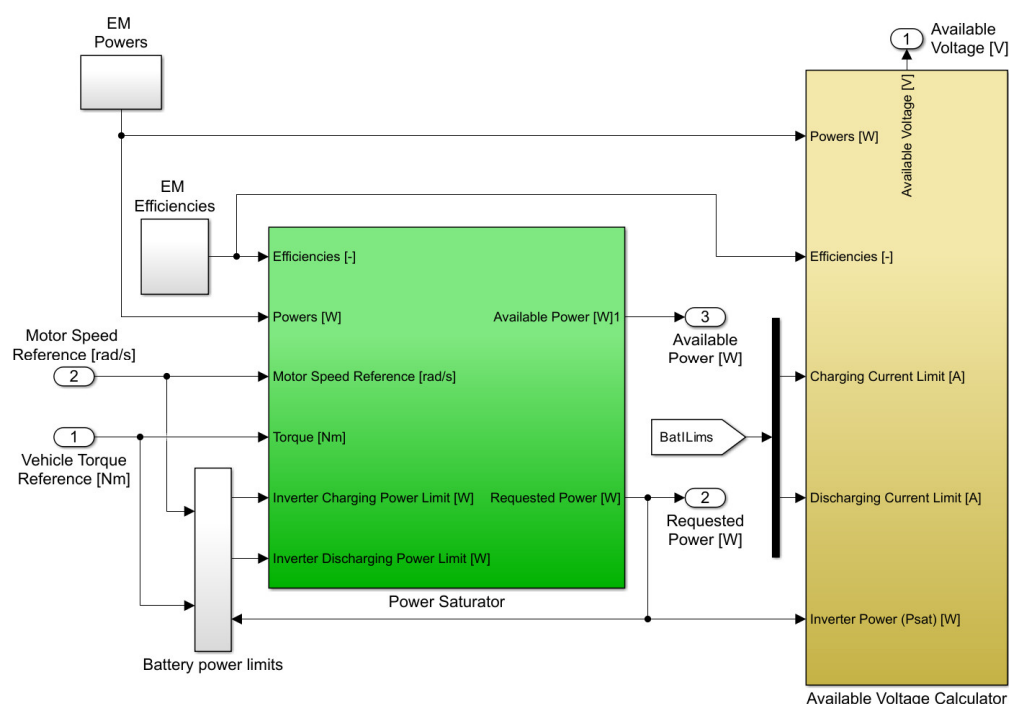 EM
Powers
1
Available
Voltage [V]
Available Voltage [V]
Powers [W]
EM
Efficiencies
Efficiencies [-]
Efficiencies [-]
Powers [W]
Available Power [W]1
3
Available
Power [W]
Motor Speed
Reference [rad/s]
2
Motor Speed Reference [rad/s]
Charging Current Limit [A]
BatILims
1
Vehicle Torque
Reference [Nm]
Torque [Nm]
Inverter Charging Power Limit [W]
Requested Power [W]
2
Requested
Power [W]
Discharging Current Limit [A]
Inverter Discharging Power Limit [W]
Power Saturator
Inverter Power (Psat) [W]
Battery power limits
Available Voltage Calculator